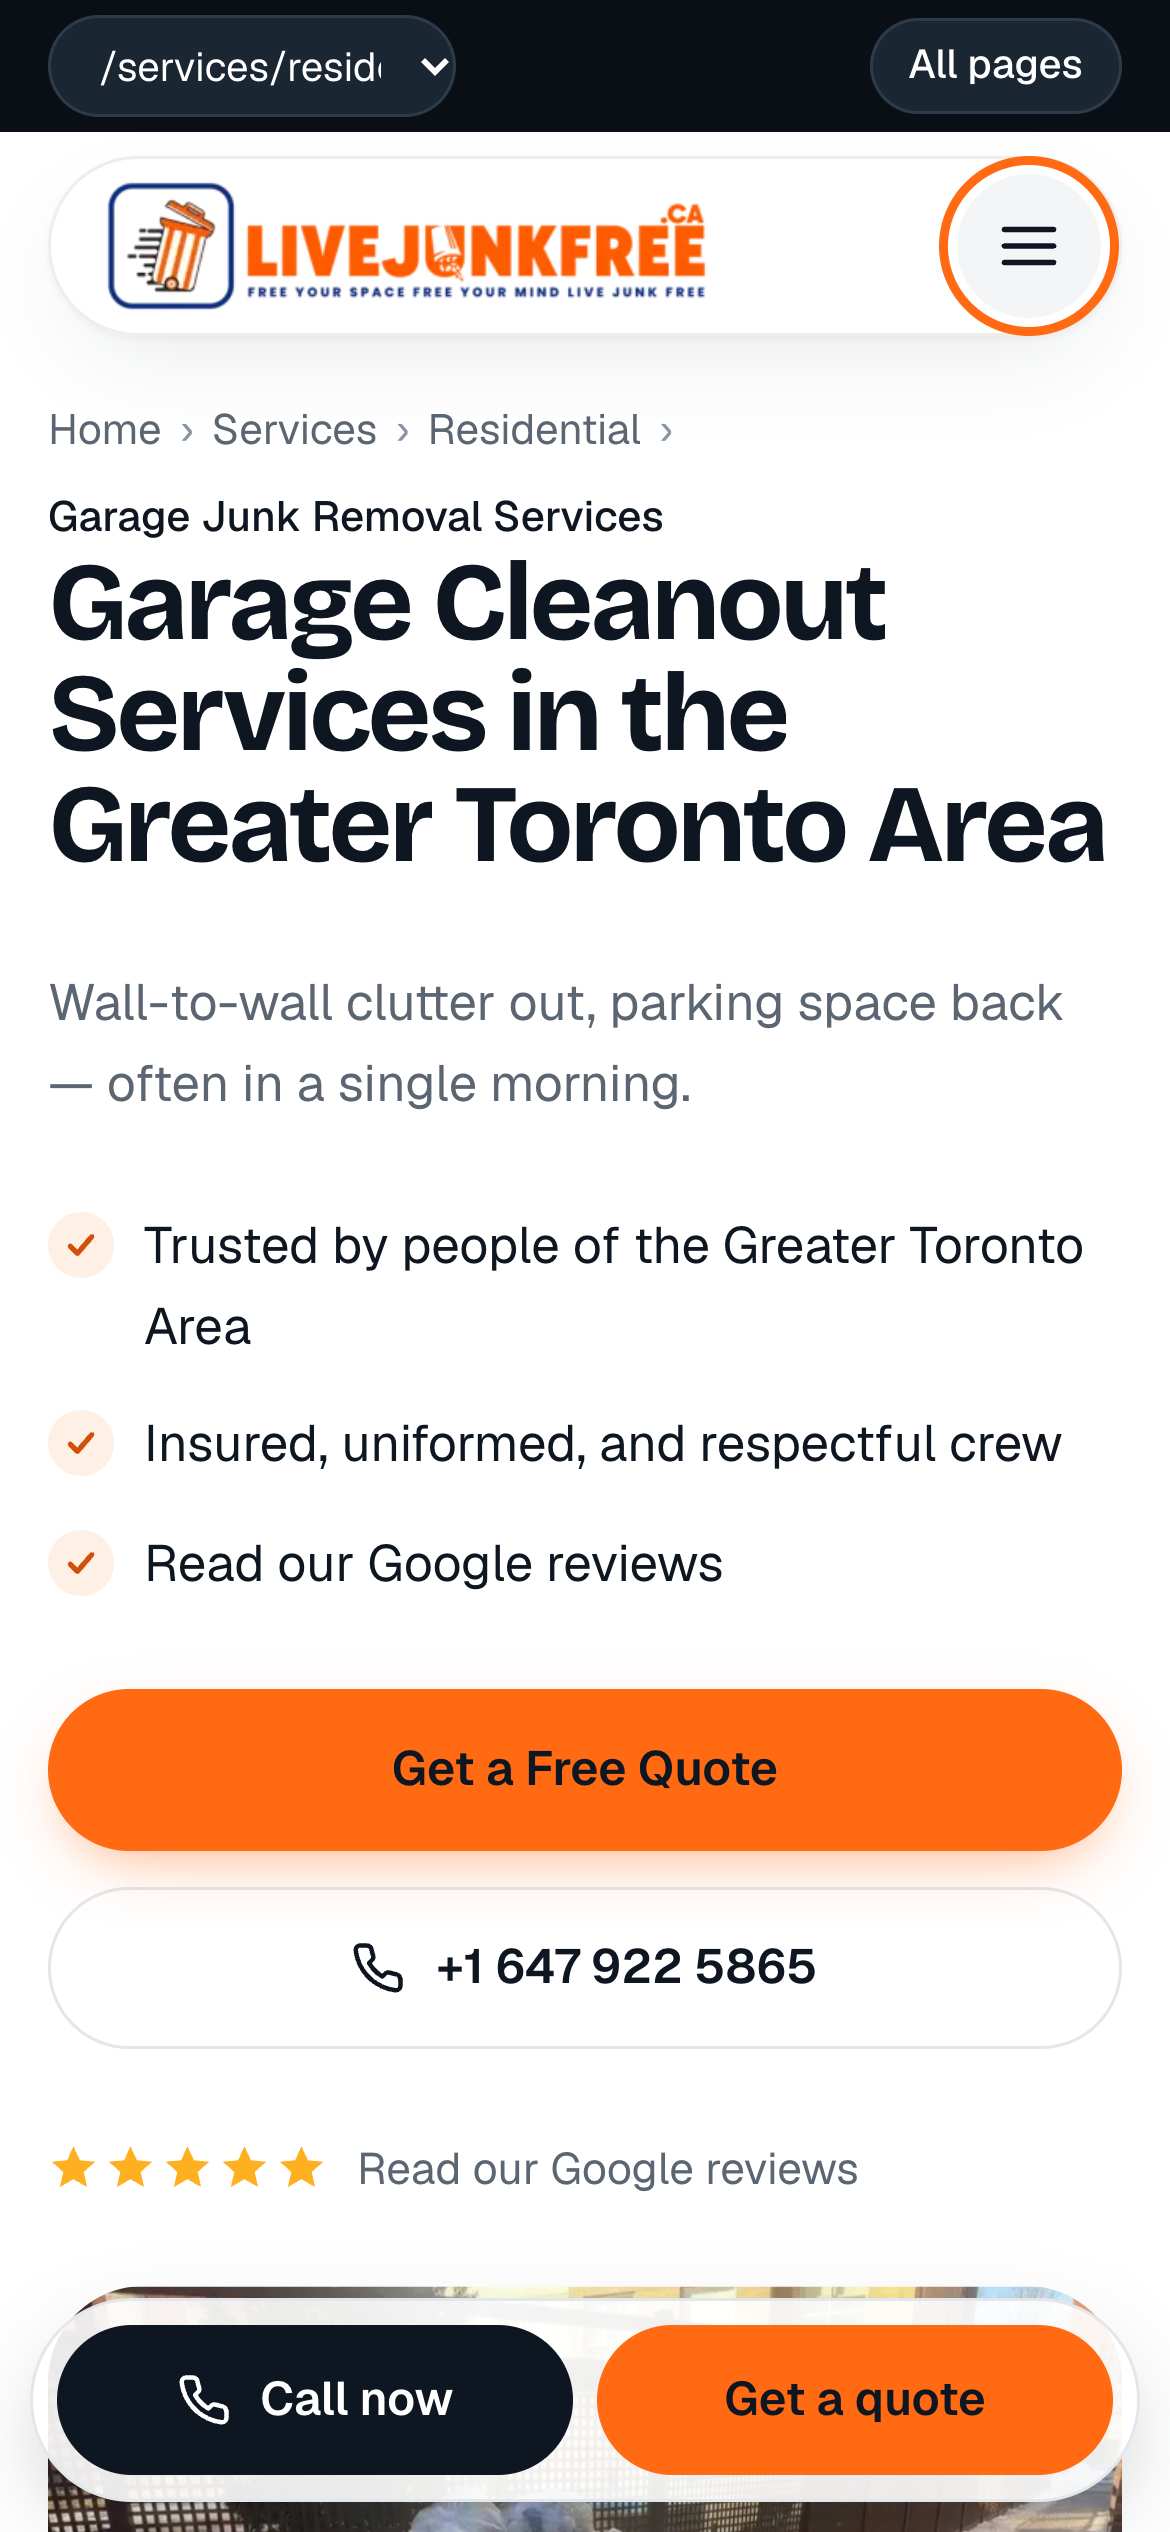 /services/reside
All pages
LIVEJUNKFREE
.CA
FREE YOUR SPACE FREE YOUR MIND LIVE JUNK FREE
Home › Services › Residential ›
Garage Junk Removal Services
Garage Cleanout
Services in the
Greater Toronto Area
Wall-to-wall clutter out, parking space back
— often in a single morning.
Trusted by people of the Greater Toronto
Area
Insured, uniformed, and respectful crew
Read our Google reviews
Get a Free Quote
+1 647 922 5865
Read our Google reviews
Call now
Get a quote